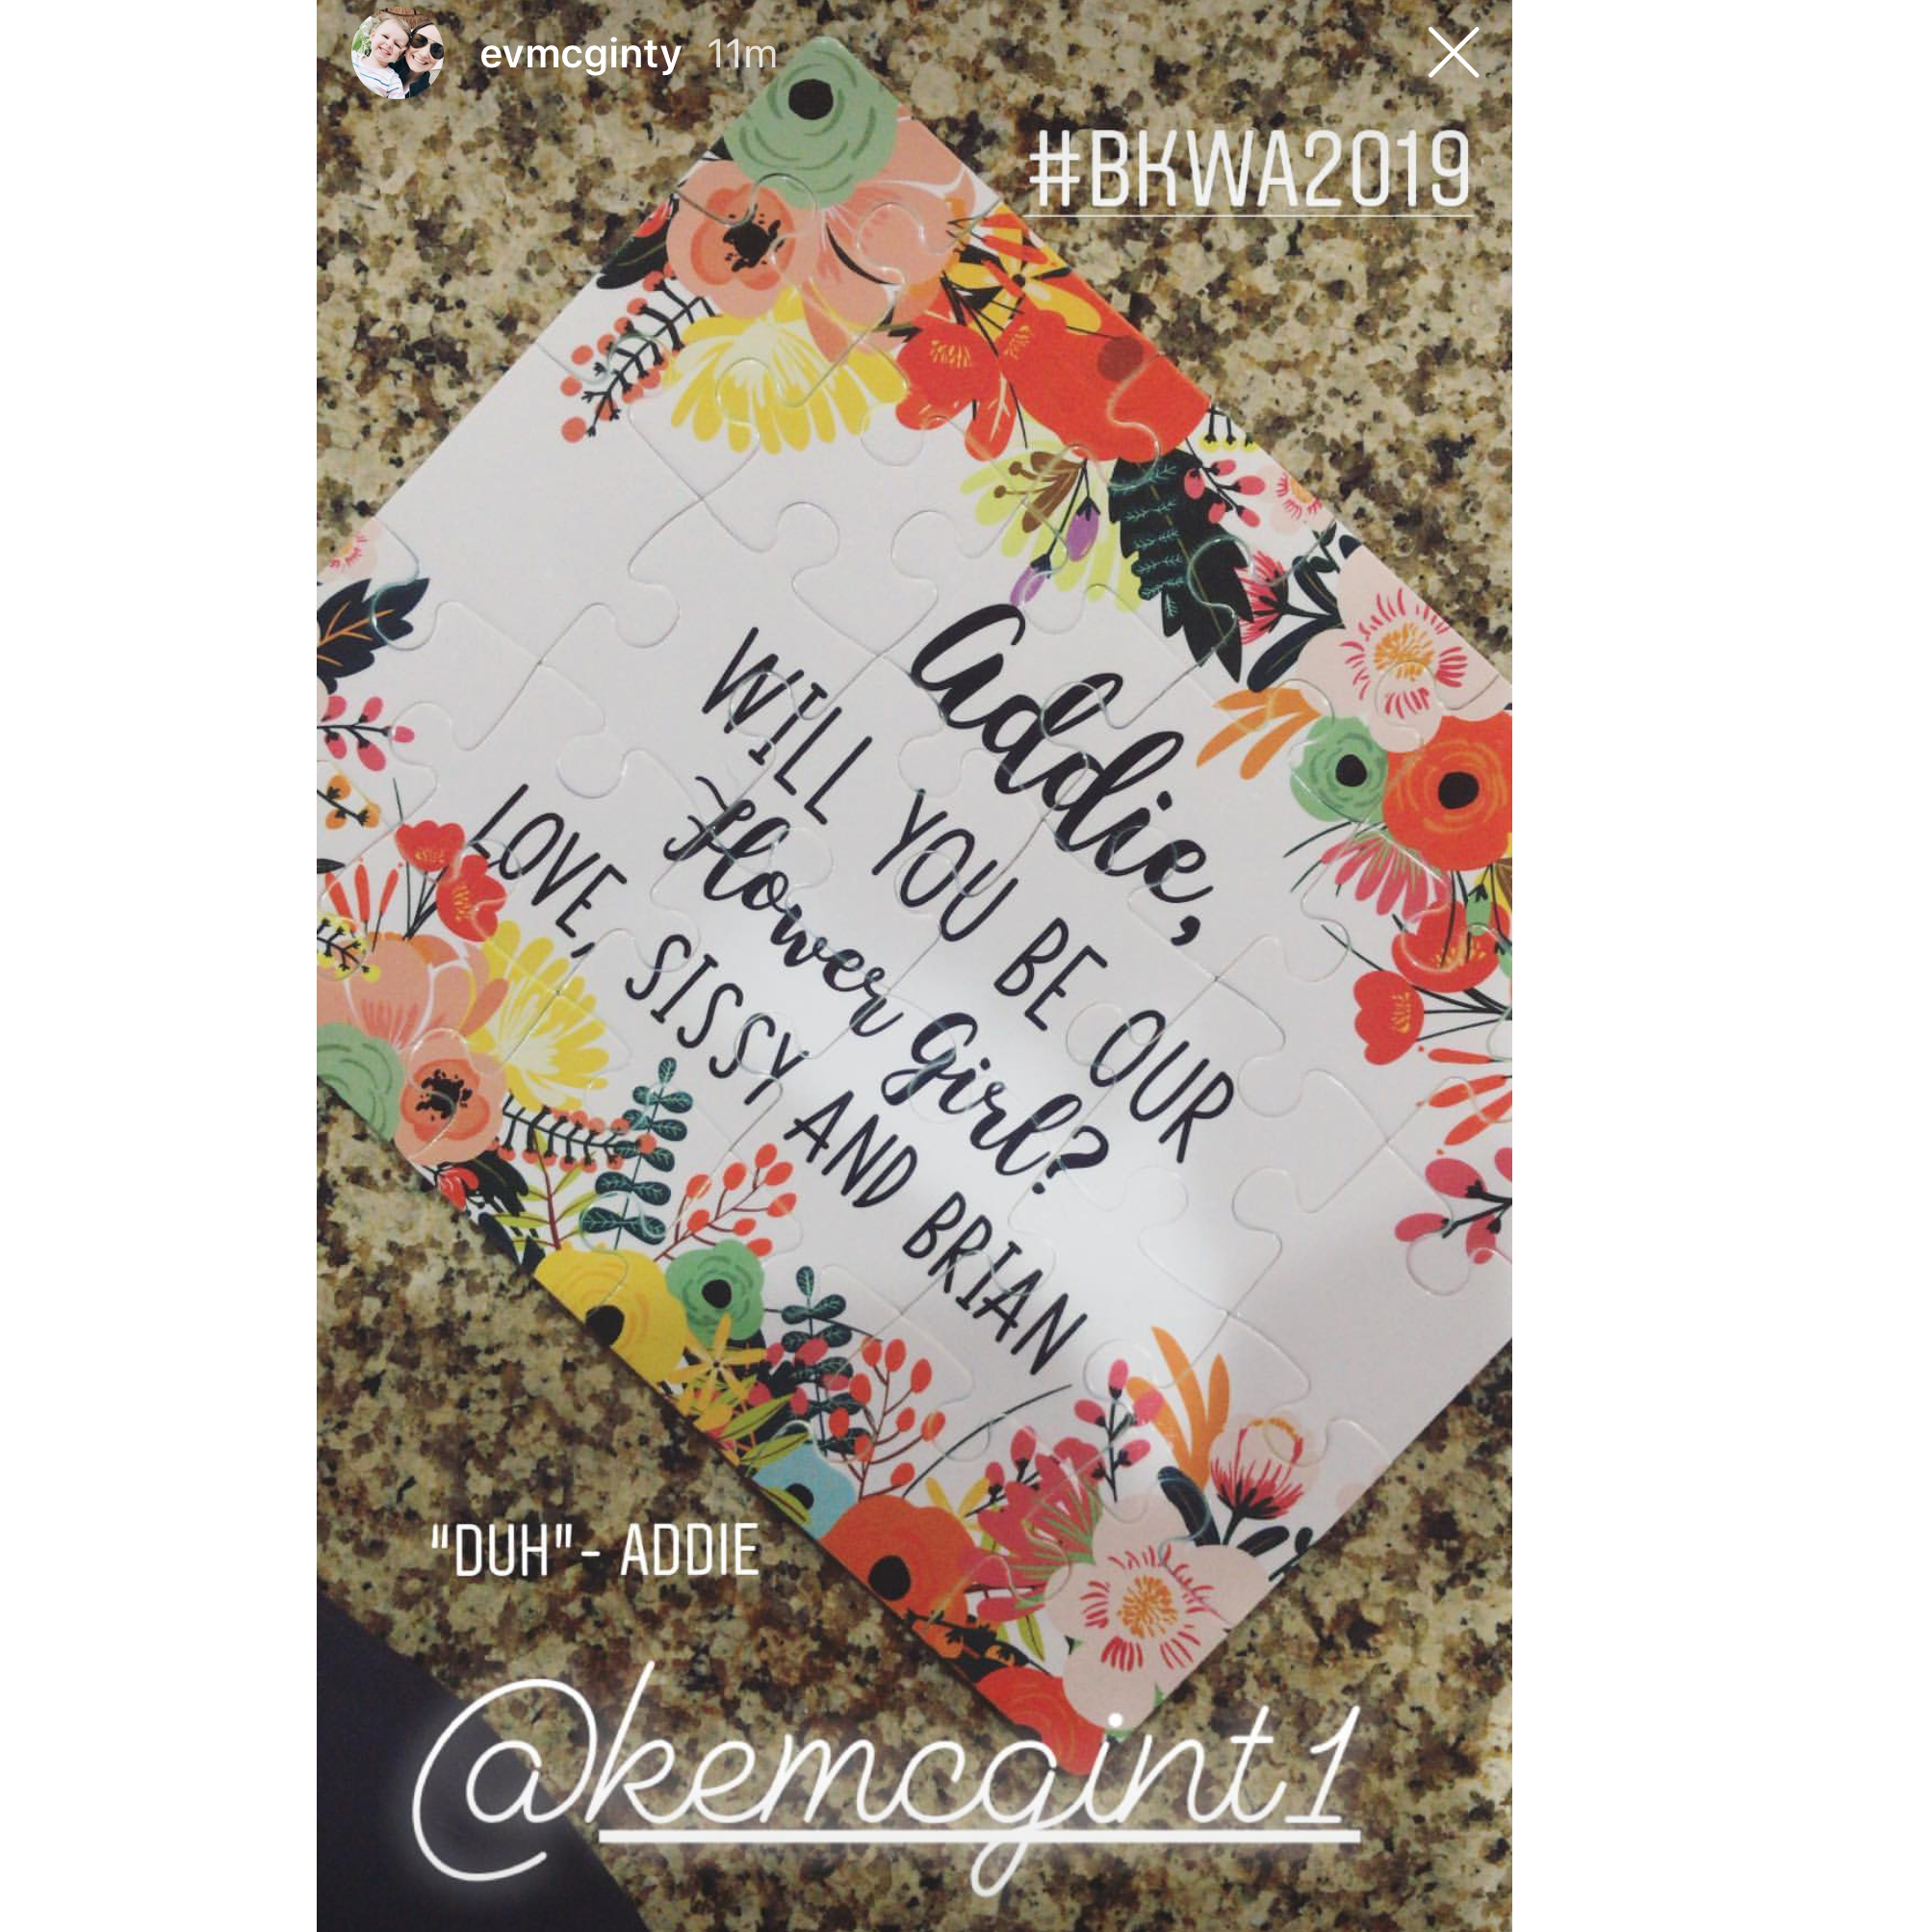 evmcginty 11m
#BKWA2019
Addie,
WILL YOU BE OUR
Flower Girl?
LOVE, SISSY AND BRIAN
"DUH"- ADDIE
@kemcgint1